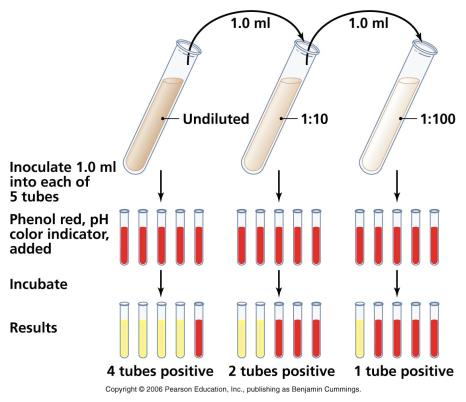 1.0 ml
1.0 ml
Undiluted
1:10
1:100
Inoculate 1.0 ml
into each of
5 tubes
Phenol red, pH
color indicator,
added
Incubate
Results
4 tubes positive
2 tubes positive
1 tube positive
Copyright © 2006 Pearson Education, Inc., publishing as Benjamin Cummings.